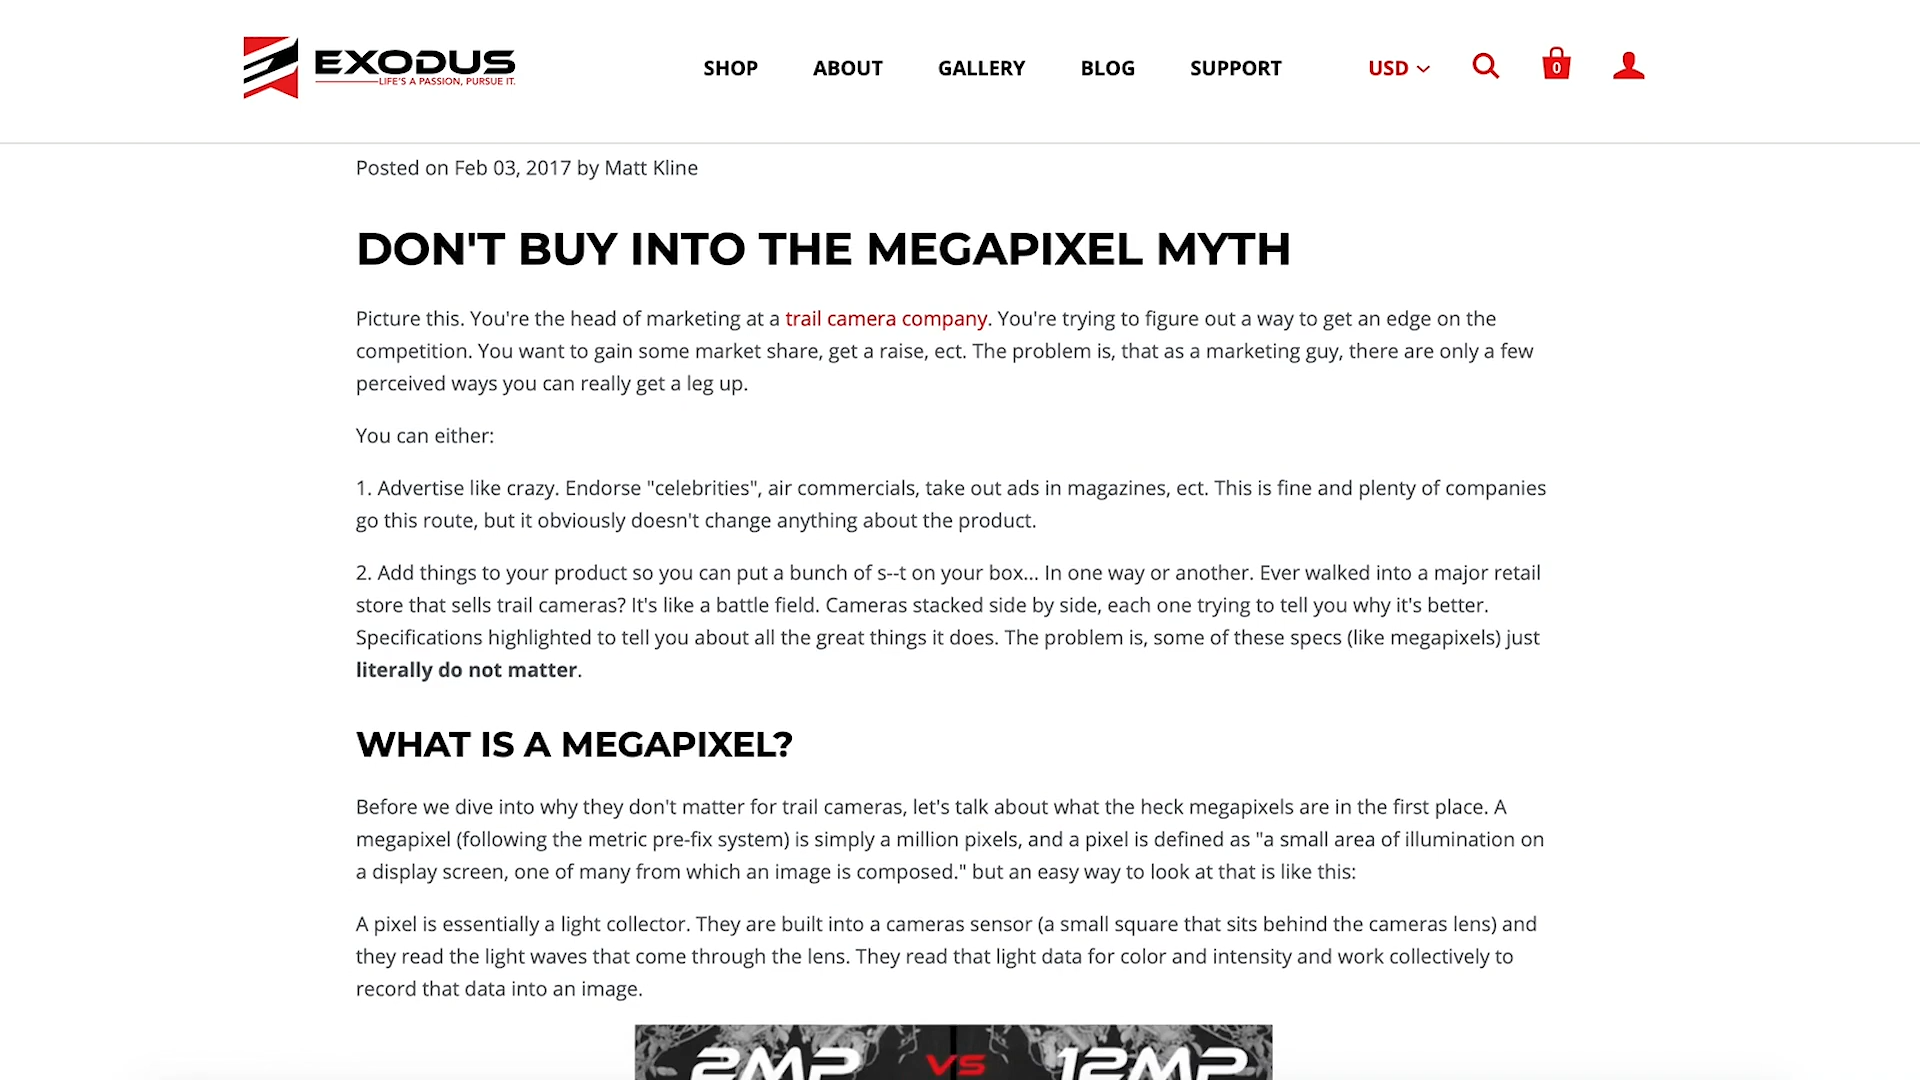 EXODUS
LIFE'S A PASSION, PURSUE IT.
SHOP ABOUT GALLERY BLOG SUPPORT USD 0
Posted on Feb 03, 2017 by Matt Kline
DON'T BUY INTO THE MEGAPIXEL MYTH
Picture this. You're the head of marketing at a trail camera company. You're trying to figure out a way to get an edge on the
competition. You want to gain some market share, get a raise, ect. The problem is, that as a marketing guy, there are only a few
perceived ways you can really get a leg up.
You can either:
1. Advertise like crazy. Endorse "celebrities", air commercials, take out ads in magazines, ect. This is fine and plenty of companies
go this route, but it obviously doesn't change anything about the product.
2. Add things to your product so you can put a bunch of s--t on your box... In one way or another. Ever walked into a major retail
store that sells trail cameras? It's like a battle field. Cameras stacked side by side, each one trying to tell you why it's better.
Specifications highlighted to tell you about all the great things it does. The problem is, some of these specs (like megapixels) just
literally do not matter.
WHAT IS A MEGAPIXEL?
Before we dive into why they don't matter for trail cameras, let's talk about what the heck megapixels are in the first place. A
megapixel (following the metric pre-fix system) is simply a million pixels, and a pixel is defined as "a small area of illumination on
a display screen, one of many from which an image is composed." but an easy way to look at that is like this:
A pixel is essentially a light collector. They are built into a cameras sensor (a small square that sits behind the cameras lens) and
they read the light waves that come through the lens. They read that light data for color and intensity and work collectively to
record that data into an image.
2MP VS 12MP